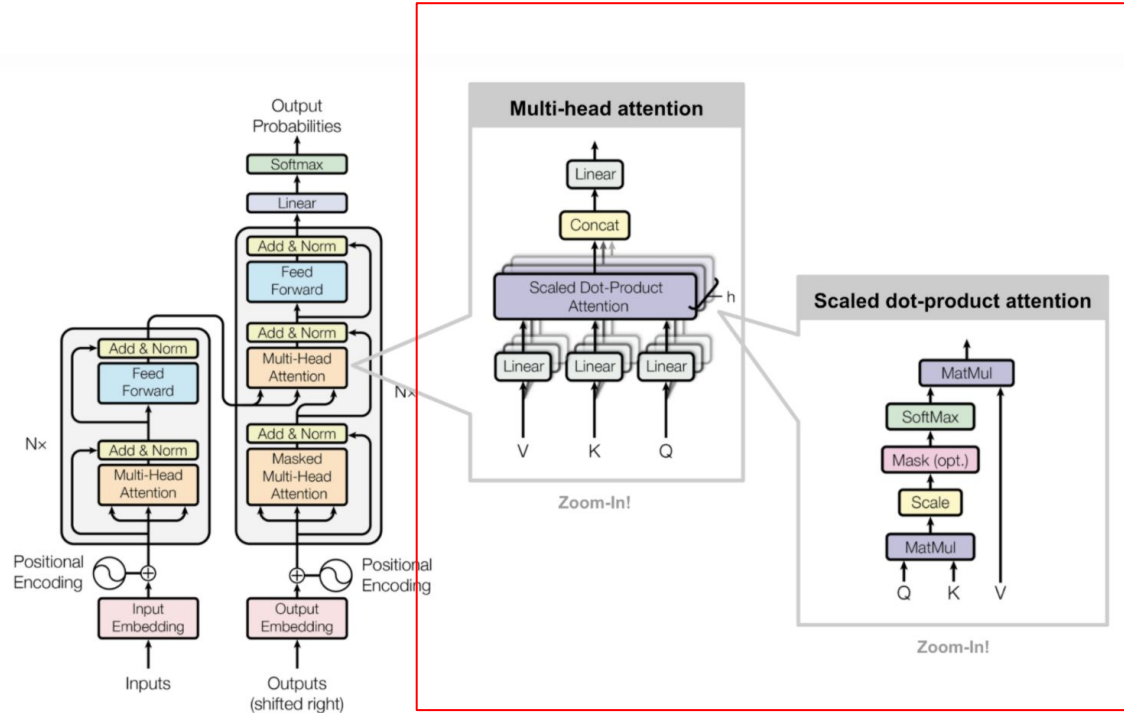 Output
Probabilities
Softmax
Linear
Add & Norm
Feed
Forward
Add & Norm
Multi-Head
Attention
Add & Norm
Masked
Multi-Head
Attention
Nx
Positional
Encoding
Output
Embedding
Outputs
(shifted right)
Add & Norm
Feed
Forward
Nx
Add & Norm
Multi-Head
Attention
Positional
Encoding
Input
Embedding
Inputs
Multi-head attention
Linear
Concat
Scaled Dot-Product
Attention
h
Linear
Linear
Linear
V
K
Q
Zoom-In!
Scaled dot-product attention
MatMul
SoftMax
Mask (opt.)
Scale
MatMul
Q
K
V
Zoom-In!